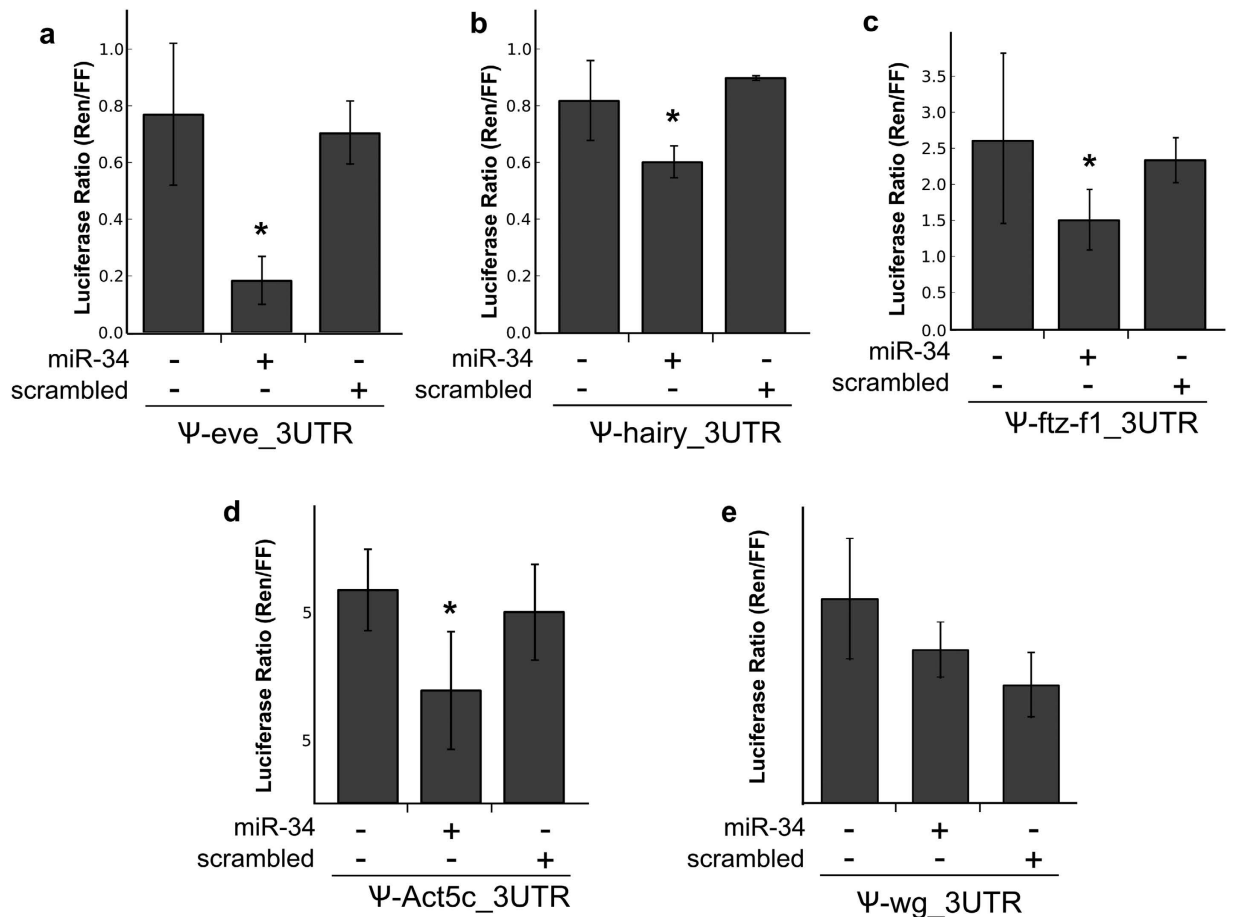 a
1.0
0.8
0.6
0.4
0.2
0.0
Luciferase Ratio (Ren/FF)
*
miR-34 - + -
scrambled - - +
Ψ-eve_3UTR
b
1.0
0.8
0.6
0.4
0.2
0.0
Luciferase Ratio (Ren/FF)
*
miR-34 - + -
scrambled - - +
Ψ-hairy_3UTR
c
3.5
3.0
2.5
2.0
1.5
1.0
0.5
0.0
Luciferase Ratio (Ren/FF)
*
miR-34 - + -
scrambled - - +
Ψ-ftz-f1_3UTR
d
5
5
Luciferase Ratio (Ren/FF)
*
miR-34 - + -
scrambled - - +
Ψ-Act5c_3UTR
e
Luciferase Ratio (Ren/FF)
miR-34 - + -
scrambled - - +
Ψ-wg_3UTR